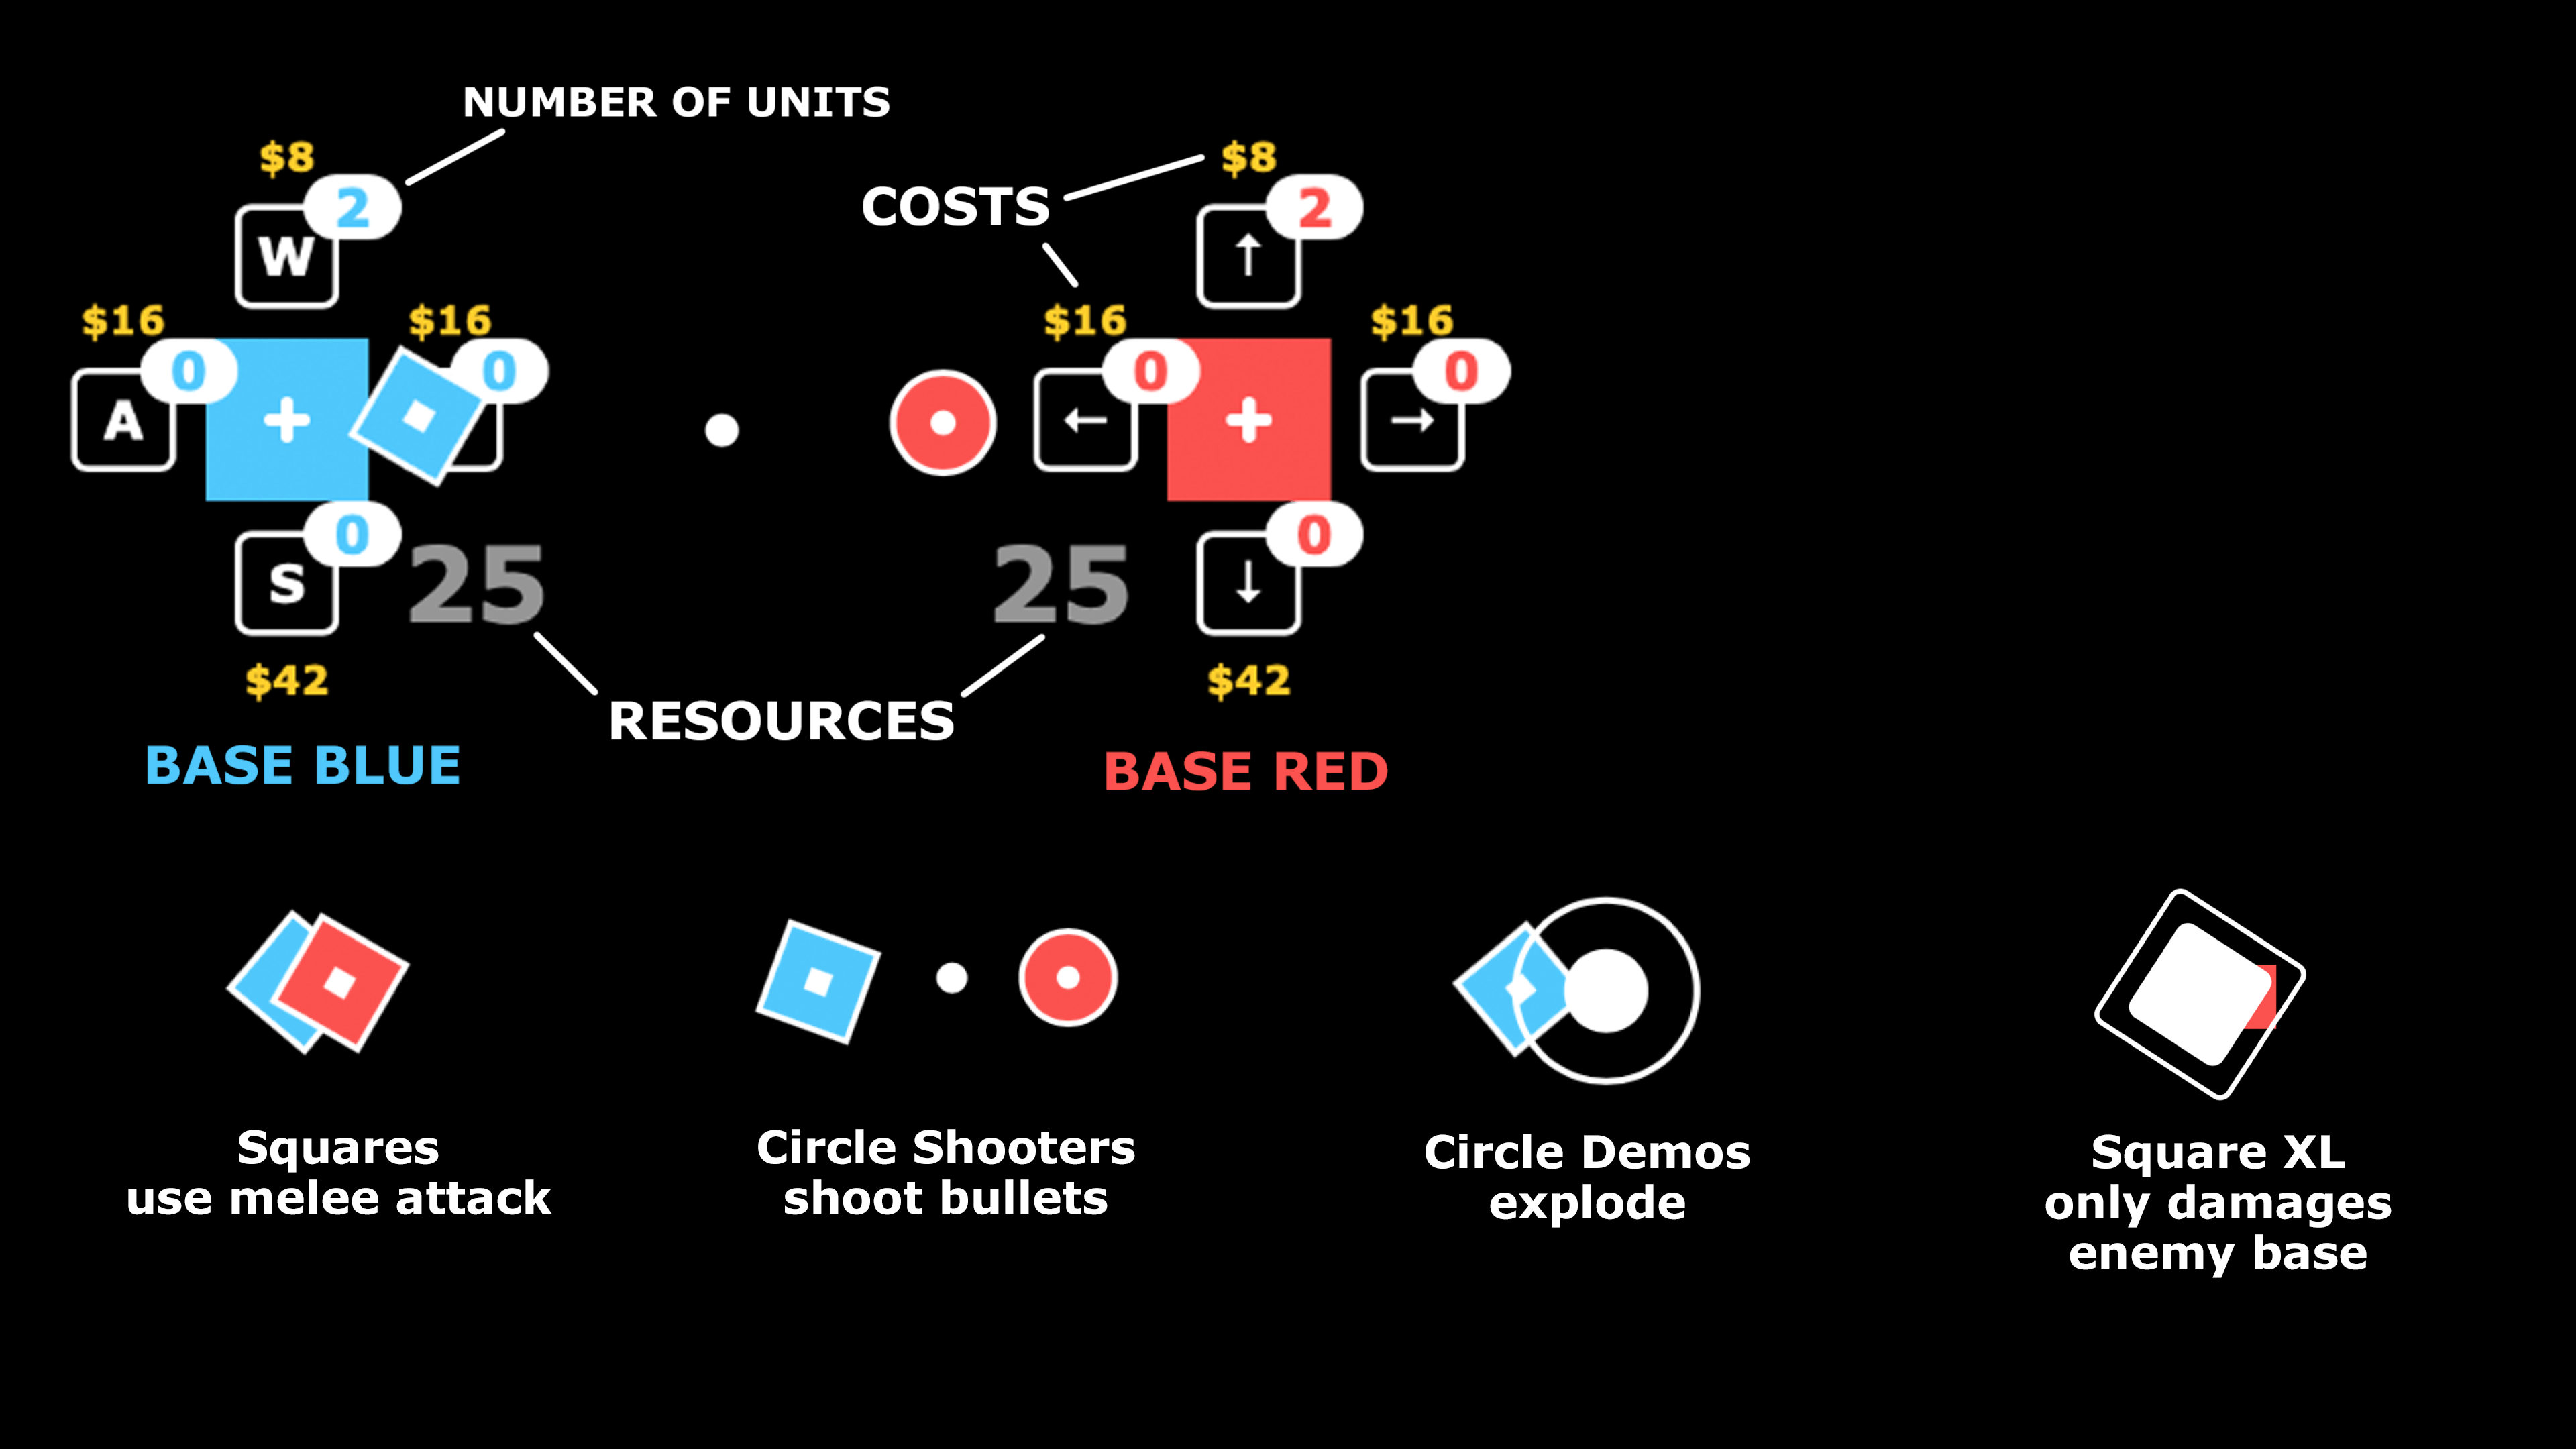 NUMBER OF UNITS
$8
2
W
$16
0
A
+
$16
0
0
S
25
$42
BASE BLUE
COSTS
$8
2
↑
$16
0
←
+
$16
0
→
0
↓
25
$42
RESOURCES
BASE RED
Squares
use melee attack
Circle Shooters
shoot bullets
Circle Demos
explode
Square XL
only damages
enemy base